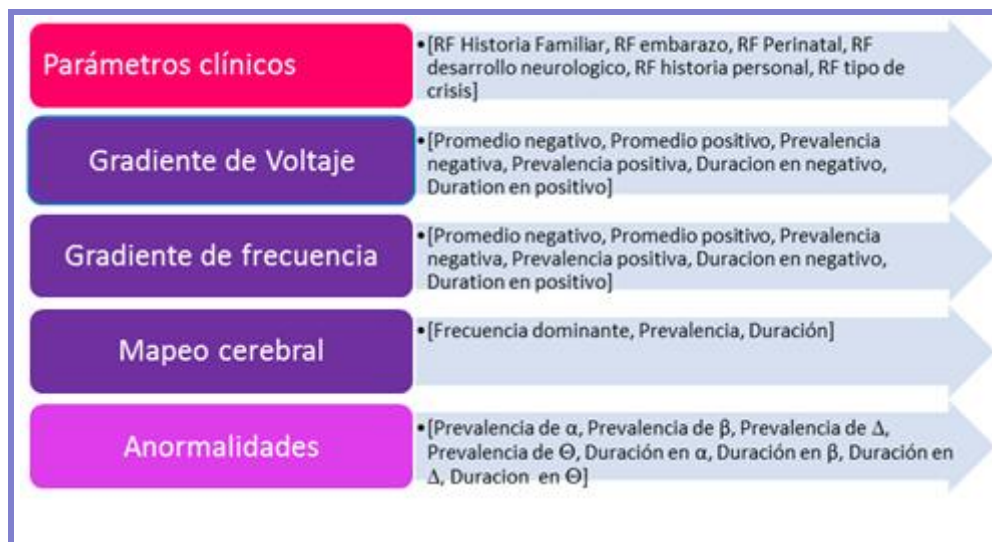 Parámetros clínicos
•[RF Historia Familiar, RF embarazo, RF Perinatal, RF
desarrollo neurologico, RF historia personal, RF tipo de
crisis]
Gradiente de Voltaje
•[Promedio negativo, Promedio positivo, Prevalencia
negativa, Prevalencia positiva, Duracion en negativo,
Duration en positivo]
Gradiente de frecuencia
•[Promedio negativo, Promedio positivo, Prevalencia
negativa, Prevalencia positiva, Duracion en negativo,
Duration en positivo]
Mapeo cerebral
•[Frecuencia dominante, Prevalencia, Duración]
Anormalidades
•[Prevalencia de α, Prevalencia de β, Prevalencia de Δ,
Prevalencia de Θ, Duración en α, Duración en β, Duración en
Δ, Duracion en Θ]